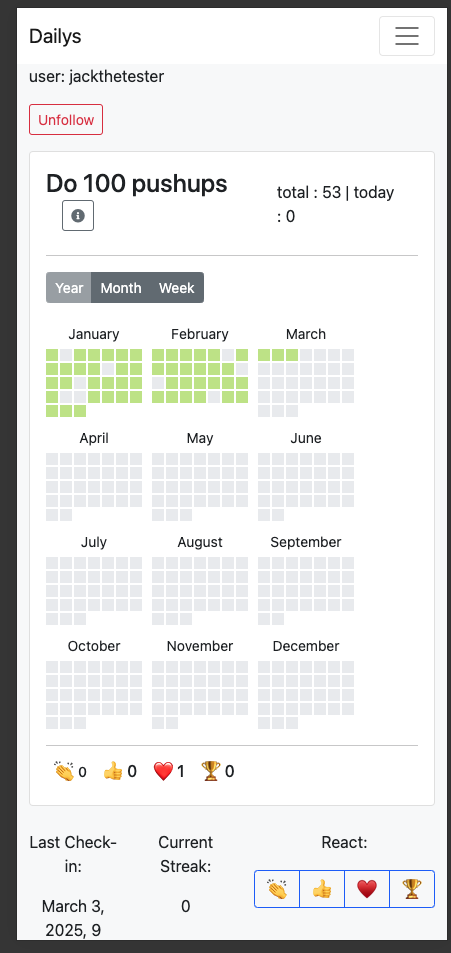 Dailys
user: jackthetester
Unfollow
Do 100 pushups
total : 53 | today
: 0
Year Month Week
January February March
April May June
July August September
October November December
👏 0 👍 0 ❤️ 1 🏆 0
Last Check-
in:
Current
Streak:
React:
March 3,
2025, 9
0
👏 👍 ❤️ 🏆